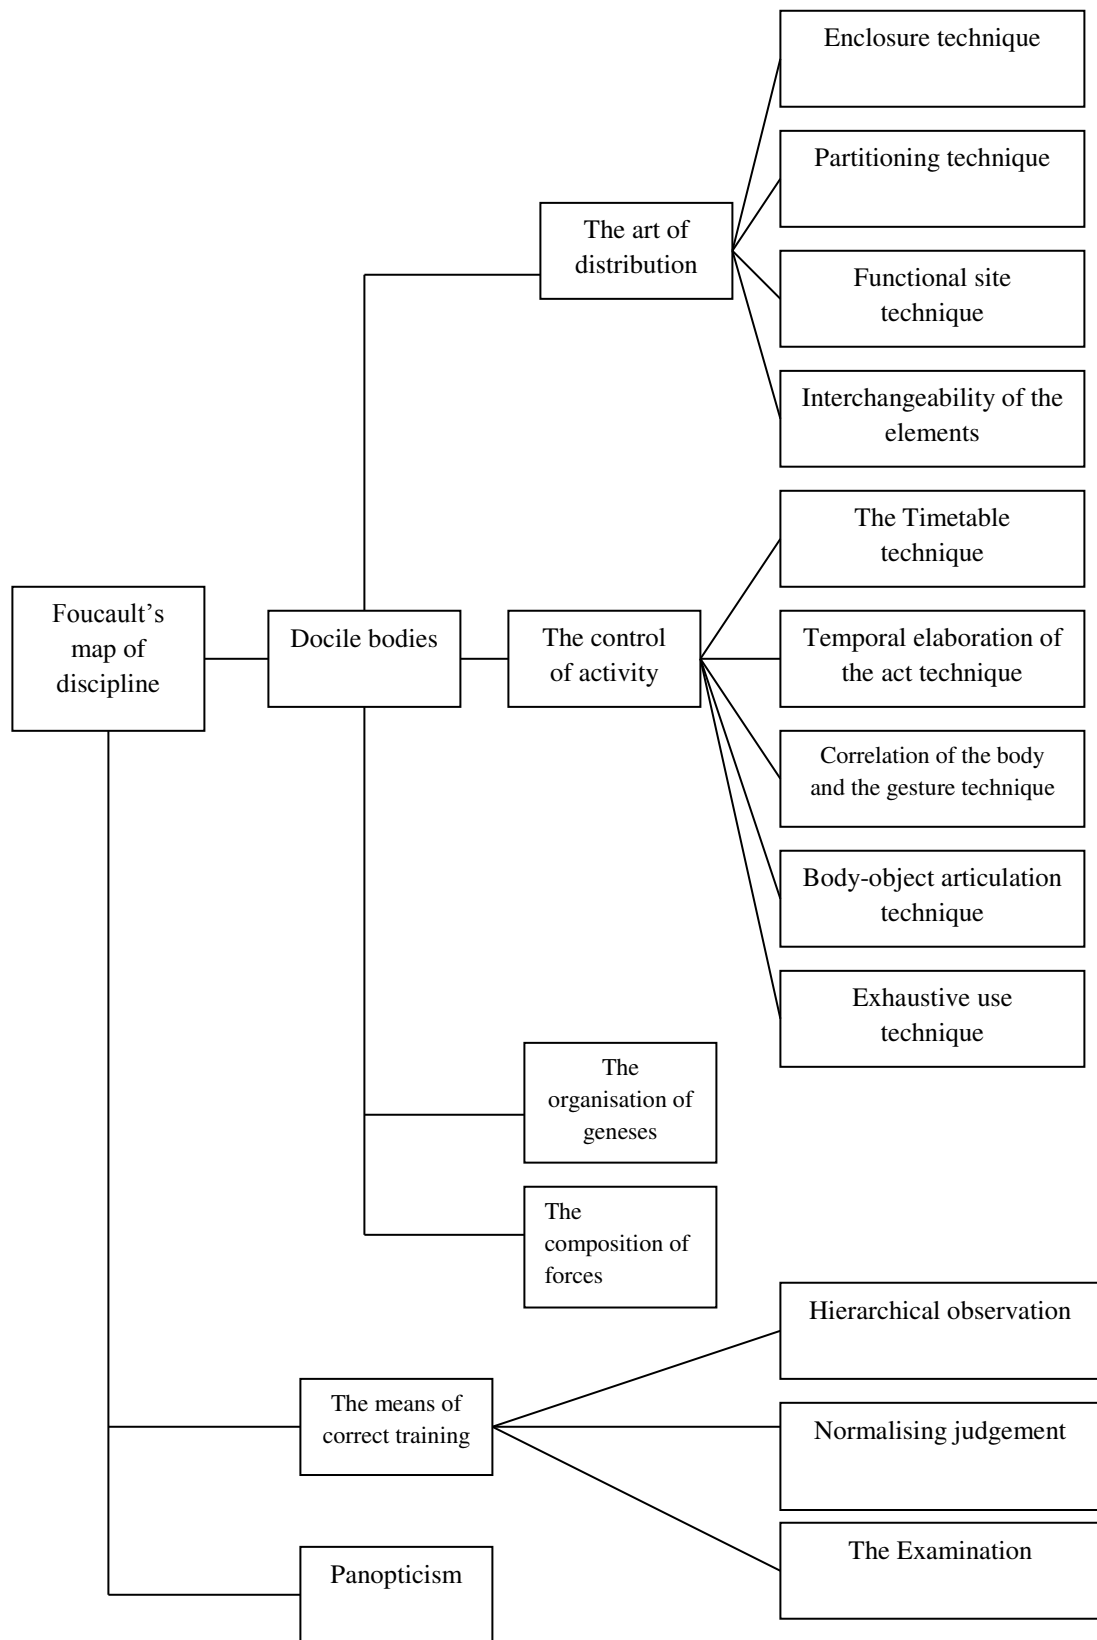 Enclosure technique
Partitioning technique
The art of
distribution
Functional site
technique
Interchangeability of the
elements
The Timetable
technique
Foucault’s
map of
discipline
Docile bodies
The control
of activity
Temporal elaboration of
the act technique
Correlation of the body
and the gesture technique
Body-object articulation
technique
Exhaustive use
technique
The
organisation of
geneses
The
composition of
forces
Hierarchical observation
The means of
correct training
Normalising judgement
The Examination
Panopticism